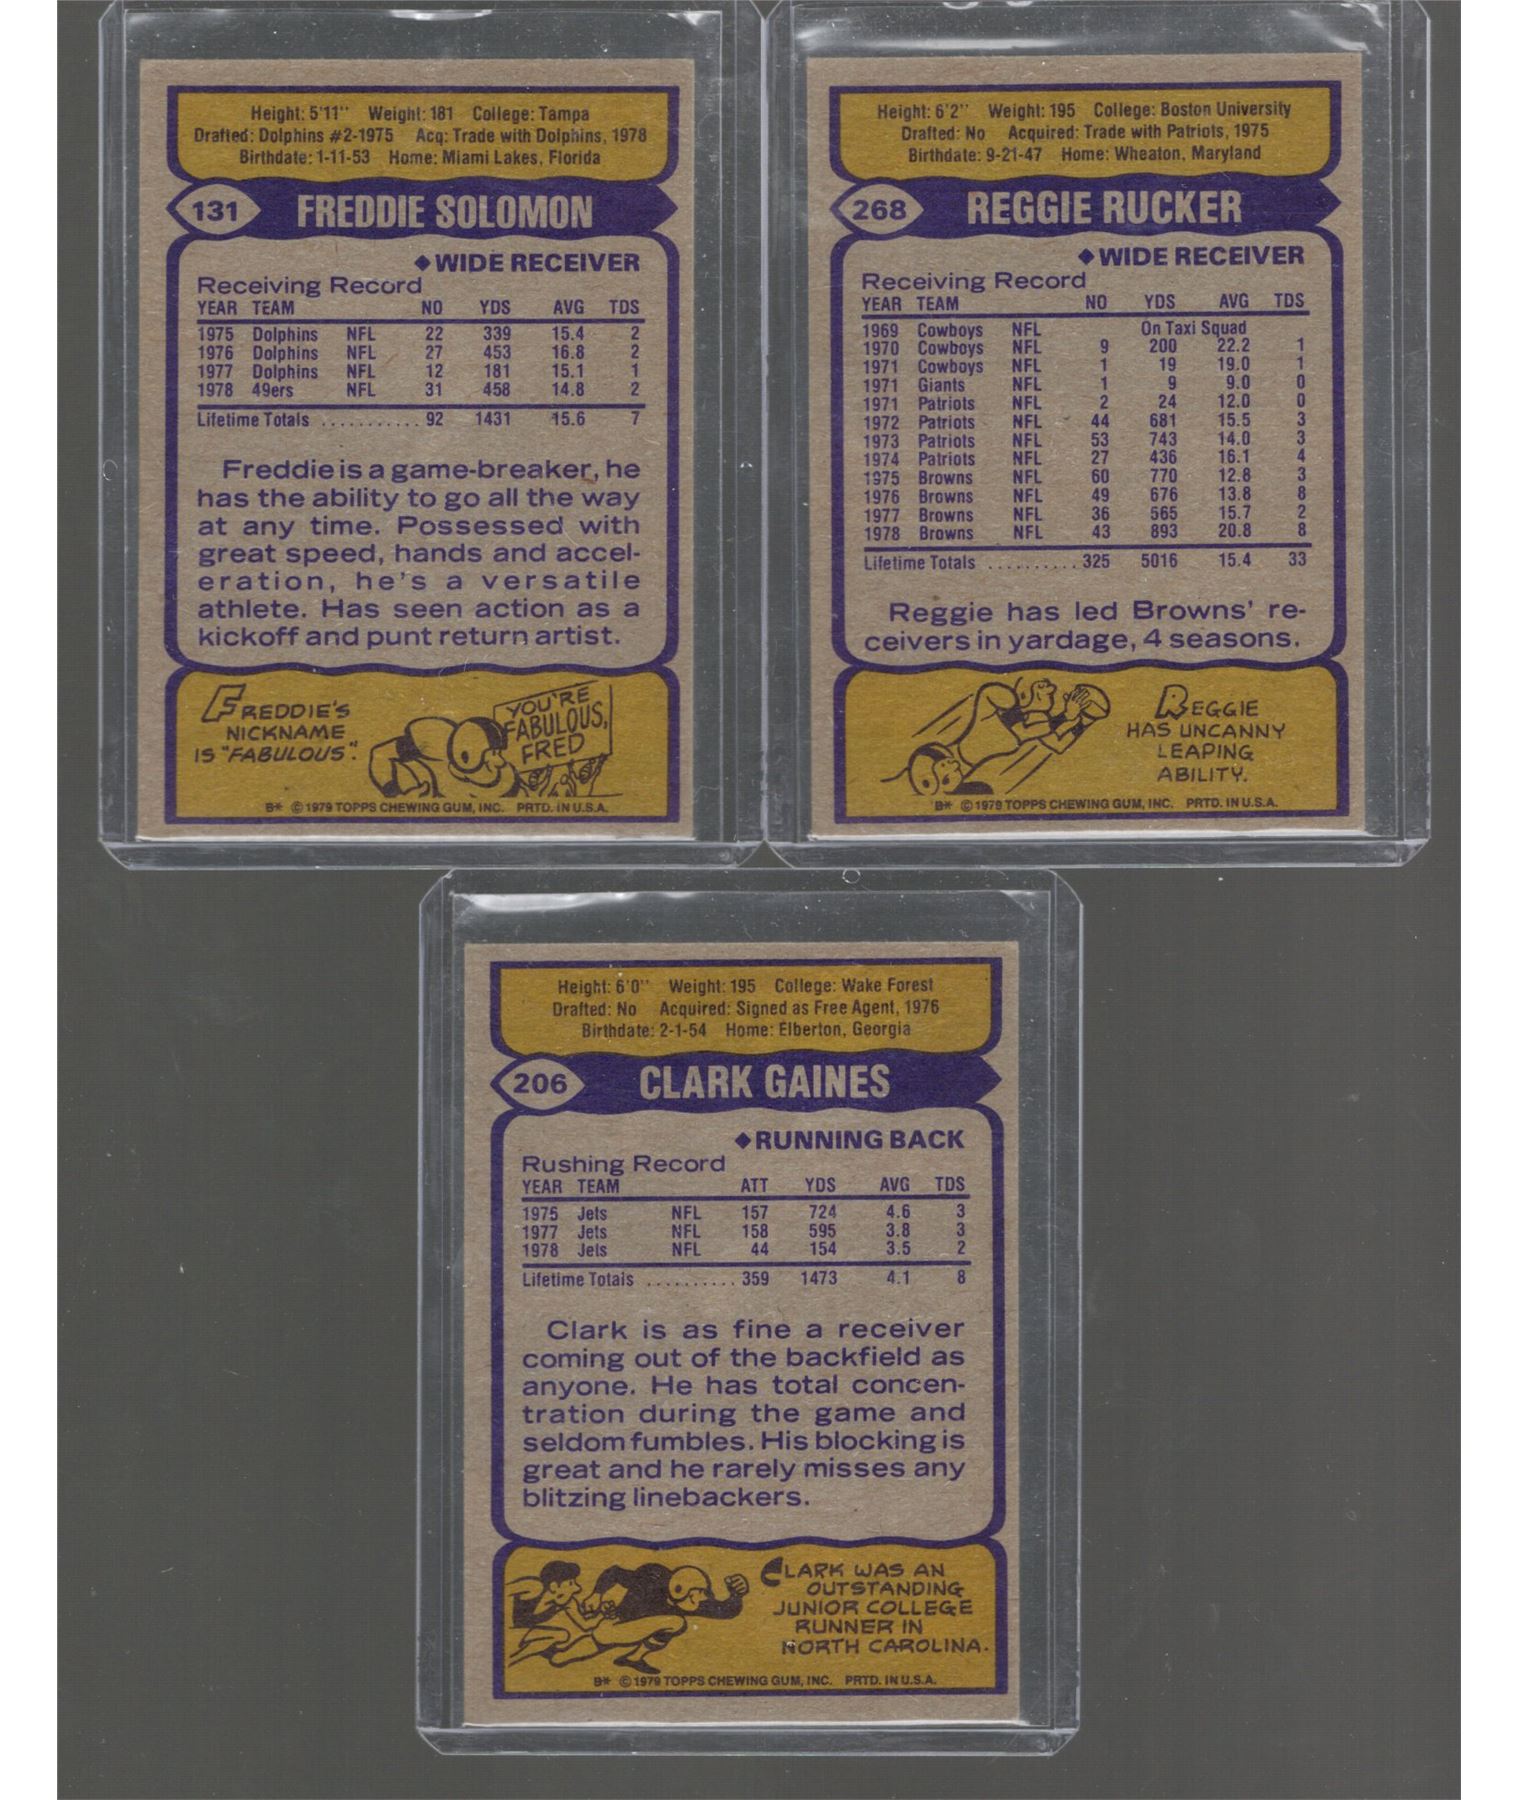 Height: 5'11" Weight: 181 College: Tampa
Drafted: Dolphins #2-1975 Acq: Trade with Dolphins, 1978
Birthdate: 1-11-53 Home: Miami Lakes, Florida
131 FREDDIE SOLOMON
◆WIDE RECEIVER
Receiving Record
YEAR TEAM NO YDS AVG TDS
1975 Dolphins NFL 22 339 15.4 2
1976 Dolphins NFL 27 453 16.8 2
1977 Dolphins NFL 12 181 15.1 1
1978 49ers NFL 31 458 14.8 2
Lifetime Totals ........... 92 1431 15.6 7
Freddie is a game-breaker, he
has the ability to go all the way
at any time. Possessed with
great speed, hands and accel-
eration, he's a versatile
athlete. Has seen action as a
kickoff and punt return artist.
FREDDIE'S
NICKNAME
IS "FABULOUS".
YOU'RE
FABULOUS,
FRED
B* © 1979 TOPPS CHEWING GUM, INC. PRTD. IN U.S.A.
Height: 6'2" Weight: 195 College: Boston University
Drafted: No Acquired: Trade with Patriots, 1975
Birthdate: 9-21-47 Home: Wheaton, Maryland
268 REGGIE RUCKER
◆WIDE RECEIVER
Receiving Record
YEAR TEAM NO YDS AVG TDS
1969 Cowboys NFL On Taxi Squad
1970 Cowboys NFL 9 200 22.2 1
1971 Cowboys NFL 1 19 19.0 1
1971 Giants NFL 1 9 9.0 0
1971 Patriots NFL 2 24 12.0 0
1972 Patriots NFL 44 681 15.5 3
1973 Patriots NFL 53 743 14.0 3
1974 Patriots NFL 27 436 16.1 4
1975 Browns NFL 60 770 12.8 3
1976 Browns NFL 49 676 13.8 8
1977 Browns NFL 36 565 15.7 2
1978 Browns NFL 43 893 20.8 8
Lifetime Totals .......... 325 5016 15.4 33
Reggie has led Browns' re-
ceivers in yardage, 4 seasons.
REGGIE
HAS UNCANNY
LEAPING
ABILITY.
B* © 1979 TOPPS CHEWING GUM, INC. PRTD. IN U.S.A.
Height: 6'0" Weight: 195 College: Wake Forest
Drafted: No Acquired: Signed as Free Agent, 1976
Birthdate: 2-1-54 Home: Elberton, Georgia
206 CLARK GAINES
◆RUNNING BACK
Rushing Record
YEAR TEAM ATT YDS AVG TDS
1975 Jets NFL 157 724 4.6 3
1977 Jets NFL 158 595 3.8 3
1978 Jets NFL 44 154 3.5 2
Lifetime Totals .......... 359 1473 4.1 8
Clark is as fine a receiver
coming out of the backfield as
anyone. He has total concen-
tration during the game and
seldom fumbles. His blocking is
great and he rarely misses any
blitzing linebackers.
CLARK WAS AN
OUTSTANDING
JUNIOR COLLEGE
RUNNER IN
NORTH CAROLINA.
B* © 1979 TOPPS CHEWING GUM, INC. PRTD. IN U.S.A.